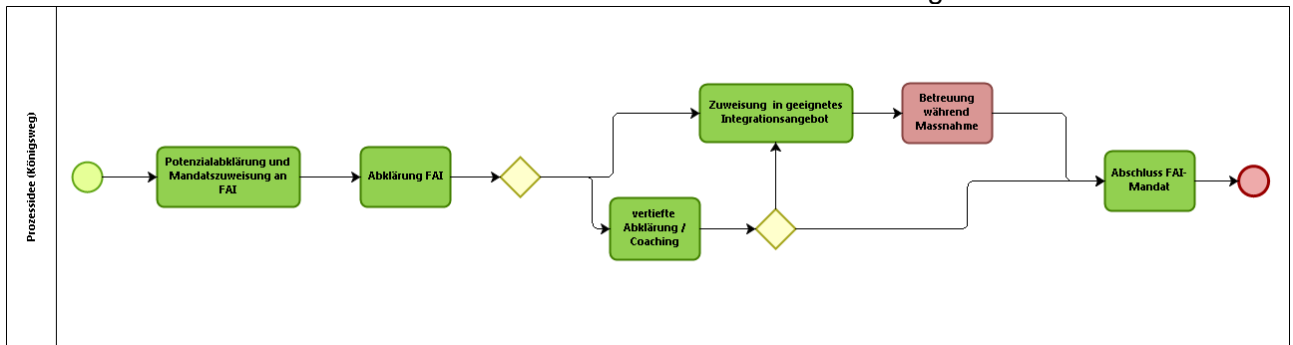 Prozessidee (Königsweg)
Potenzialabklärung und
Mandatszuweisung an
FAI
Abklärung FAI
Zuweisung in geeignetes
Integrationsangebot
Betreuung
während
Massnahme
vertiefte
Abklärung /
Coaching
Abschluss FAI-
Mandat